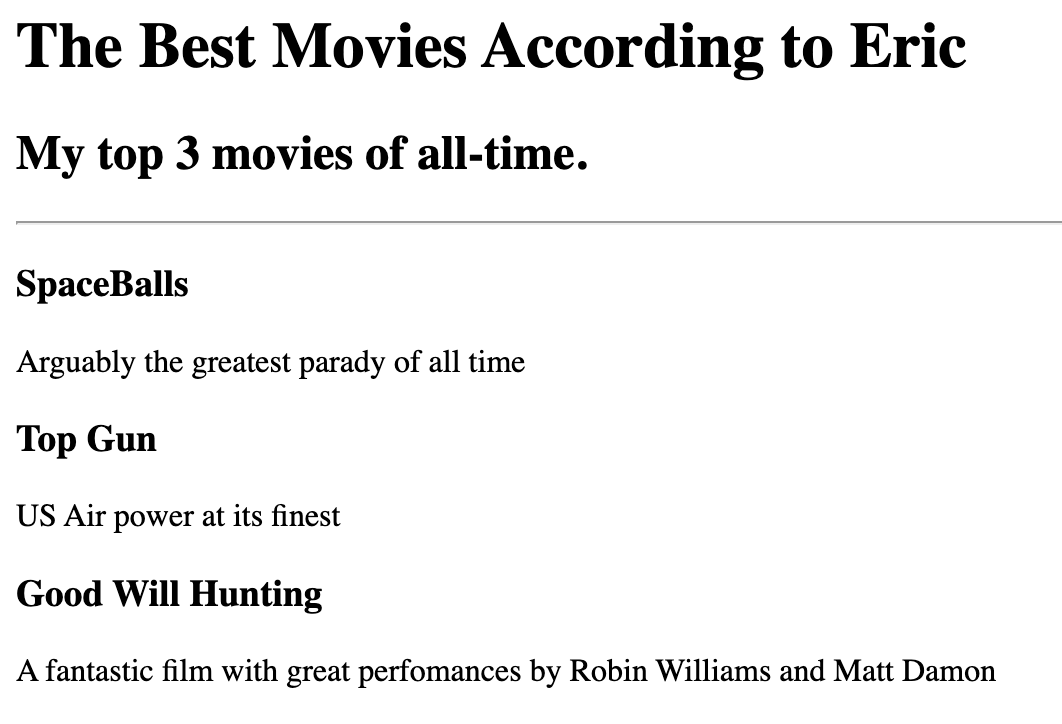 The Best Movies According to Eric
My top 3 movies of all-time.
SpaceBalls
Arguably the greatest parady of all time
Top Gun
US Air power at its finest
Good Will Hunting
A fantastic film with great perfomances by Robin Williams and Matt Damon